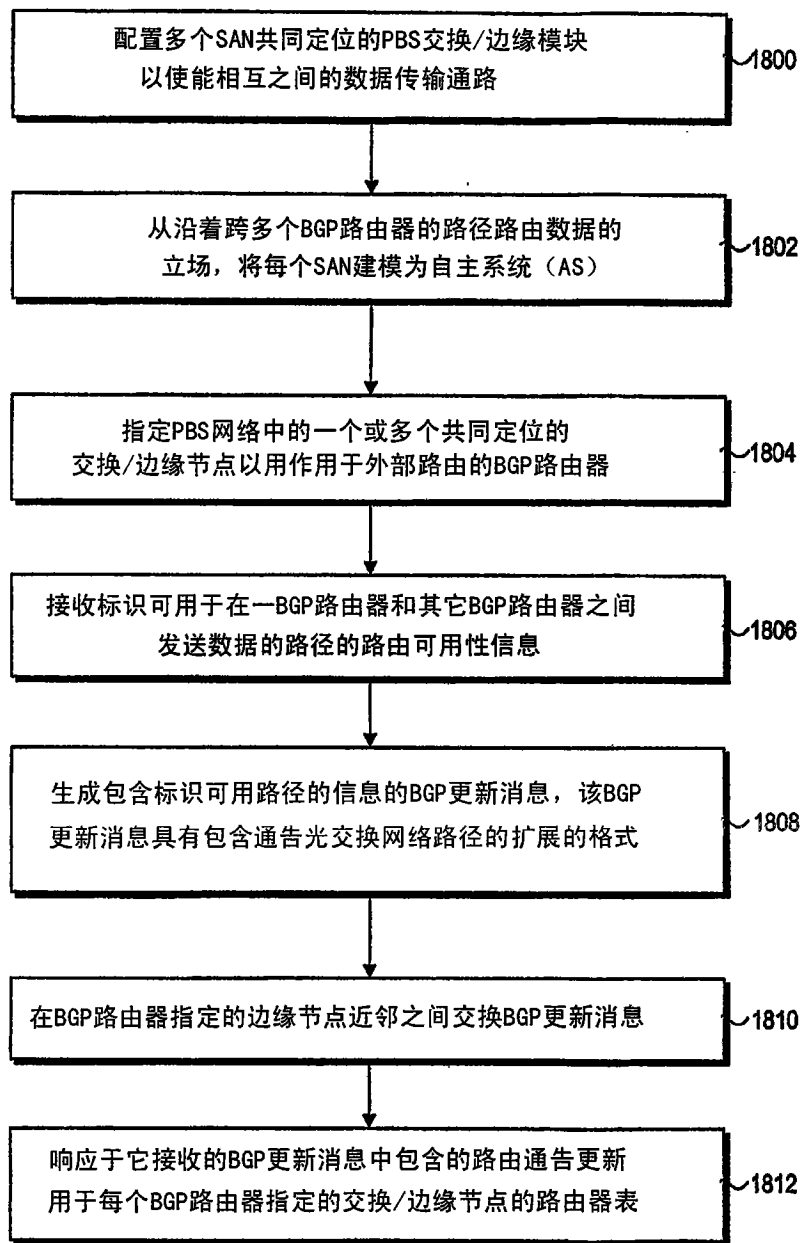 配置多个SAN共同定位的PBS交换/边缘模块
以使能相互之间的数据传输通路
1800
从沿着跨多个BGP路由器的路径路由数据的
立场，将每个SAN建模为自主系统（AS）
1802
指定PBS网络中的一个或多个共同定位的
交换/边缘节点以用作用于外部路由的BGP路由器
1804
接收标识可用于在一BGP路由器和其它BGP路由器之间
发送数据的路径的路由可用性信息
1806
生成包含标识可用路径的信息的BGP更新消息，该BGP
更新消息具有包含通告光交换网络路径的扩展的格式
1808
在BGP路由器指定的边缘节点近邻之间交换BGP更新消息
1810
响应于它接收的BGP更新消息中包含的路由通告更新
用于每个BGP路由器指定的交换/边缘节点的路由器表
1812